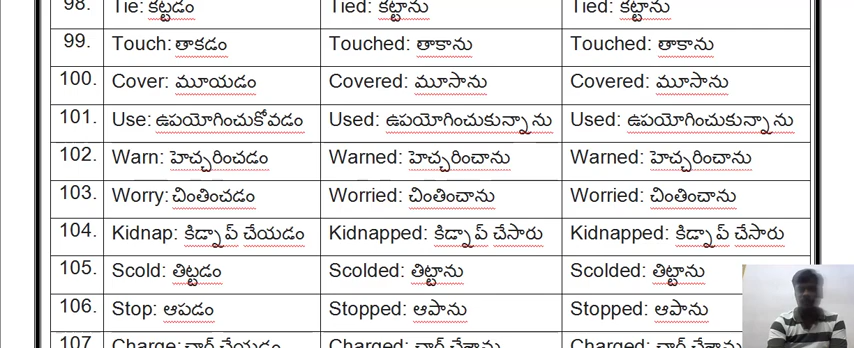 98. Tie: కట్టడం Tied: కట్టాను Tied: కట్టాను
99. Touch: తాకడం Touched: తాకాను Touched: తాకాను
100. Cover: మూయడం Covered: మూసాను Covered: మూసాను
101. Use: ఉపయోగించుకోవడం Used: ఉపయోగించుకున్నాను Used: ఉపయోగించుకున్నాను
102. Warn: హెచ్చరించడం Warned: హెచ్చరించాను Warned: హెచ్చరించాను
103. Worry: చింతించడం Worried: చింతించాను Worried: చింతించాను
104. Kidnap: కిడ్నాప్ చేయడం Kidnapped: కిడ్నాప్ చేసారు Kidnapped: కిడ్నాప్ చేసారు
105. Scold: తిట్టడం Scolded: తిట్టాను Scolded: తిట్టాను
106. Stop: ఆపడం Stopped: ఆపాను Stopped: ఆపాను
107. Charge: Charged: Charged: